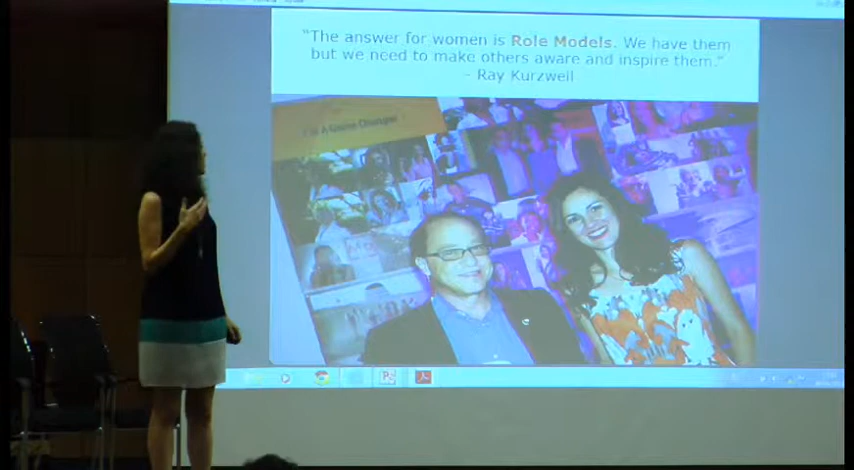 “The answer for women is Role Models. We have them
but we need to make others aware and inspire them.”
- Ray Kurzweil